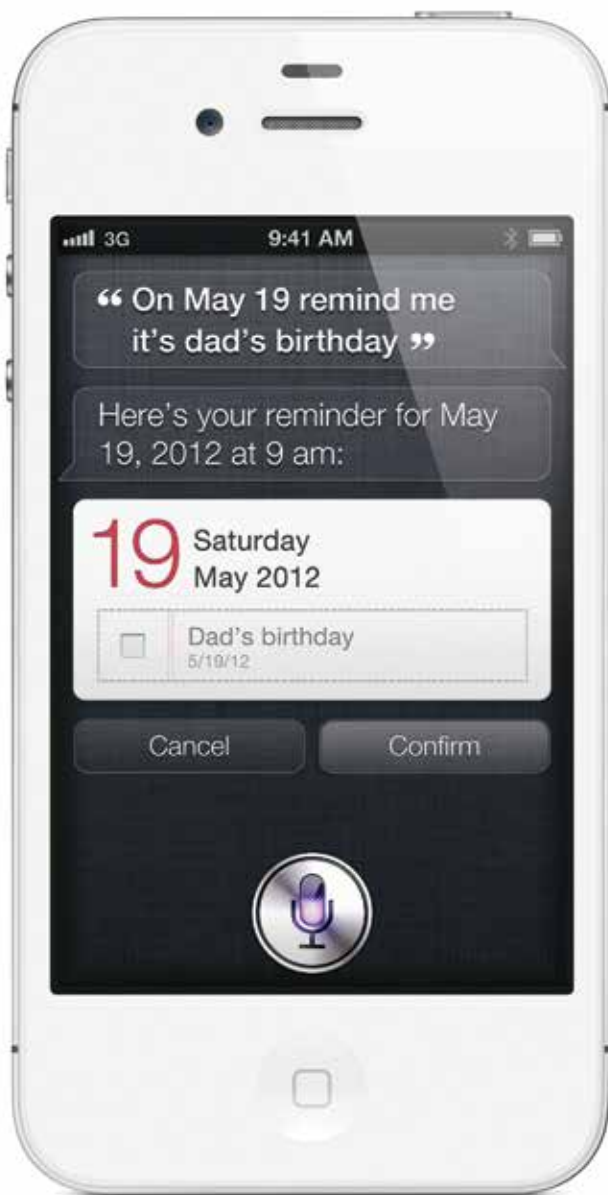 3G 9:41 AM
“ On May 19 remind me
it's dad's birthday ”
Here's your reminder for May
19, 2012 at 9 am:
19 Saturday
May 2012
Dad's birthday
5/19/12
Cancel Confirm